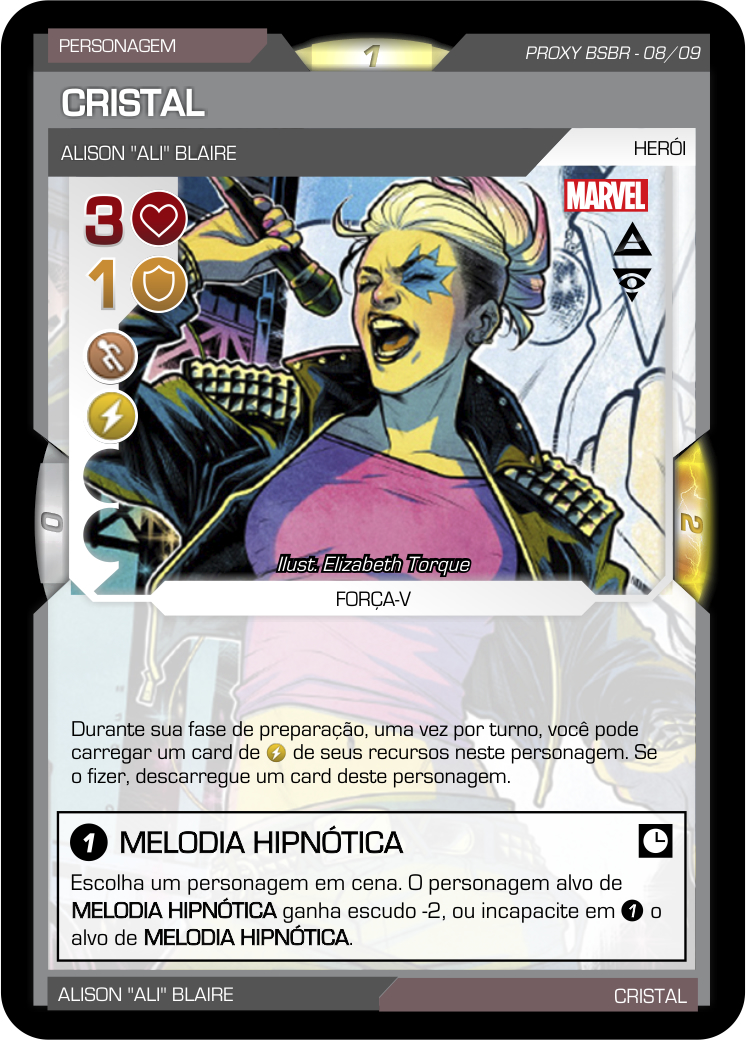 PERSONAGEM
1
PROXY BSBR - 08/09
CRISTAL
ALISON "ALI" BLAIRE
HERÓI
MARVEL
3
1
0
2
Ilust. Elizabeth Torque
FORÇA-V
Durante sua fase de preparação, uma vez por turno, você pode
carregar um card de de seus recursos neste personagem. Se
o fizer, descarregue um card deste personagem.
1 MELODIA HIPNÓTICA
Escolha um personagem em cena. O personagem alvo de
MELODIA HIPNÓTICA ganha escudo -2, ou incapacite em 1 o
alvo de MELODIA HIPNÓTICA.
ALISON "ALI" BLAIRE
CRISTAL